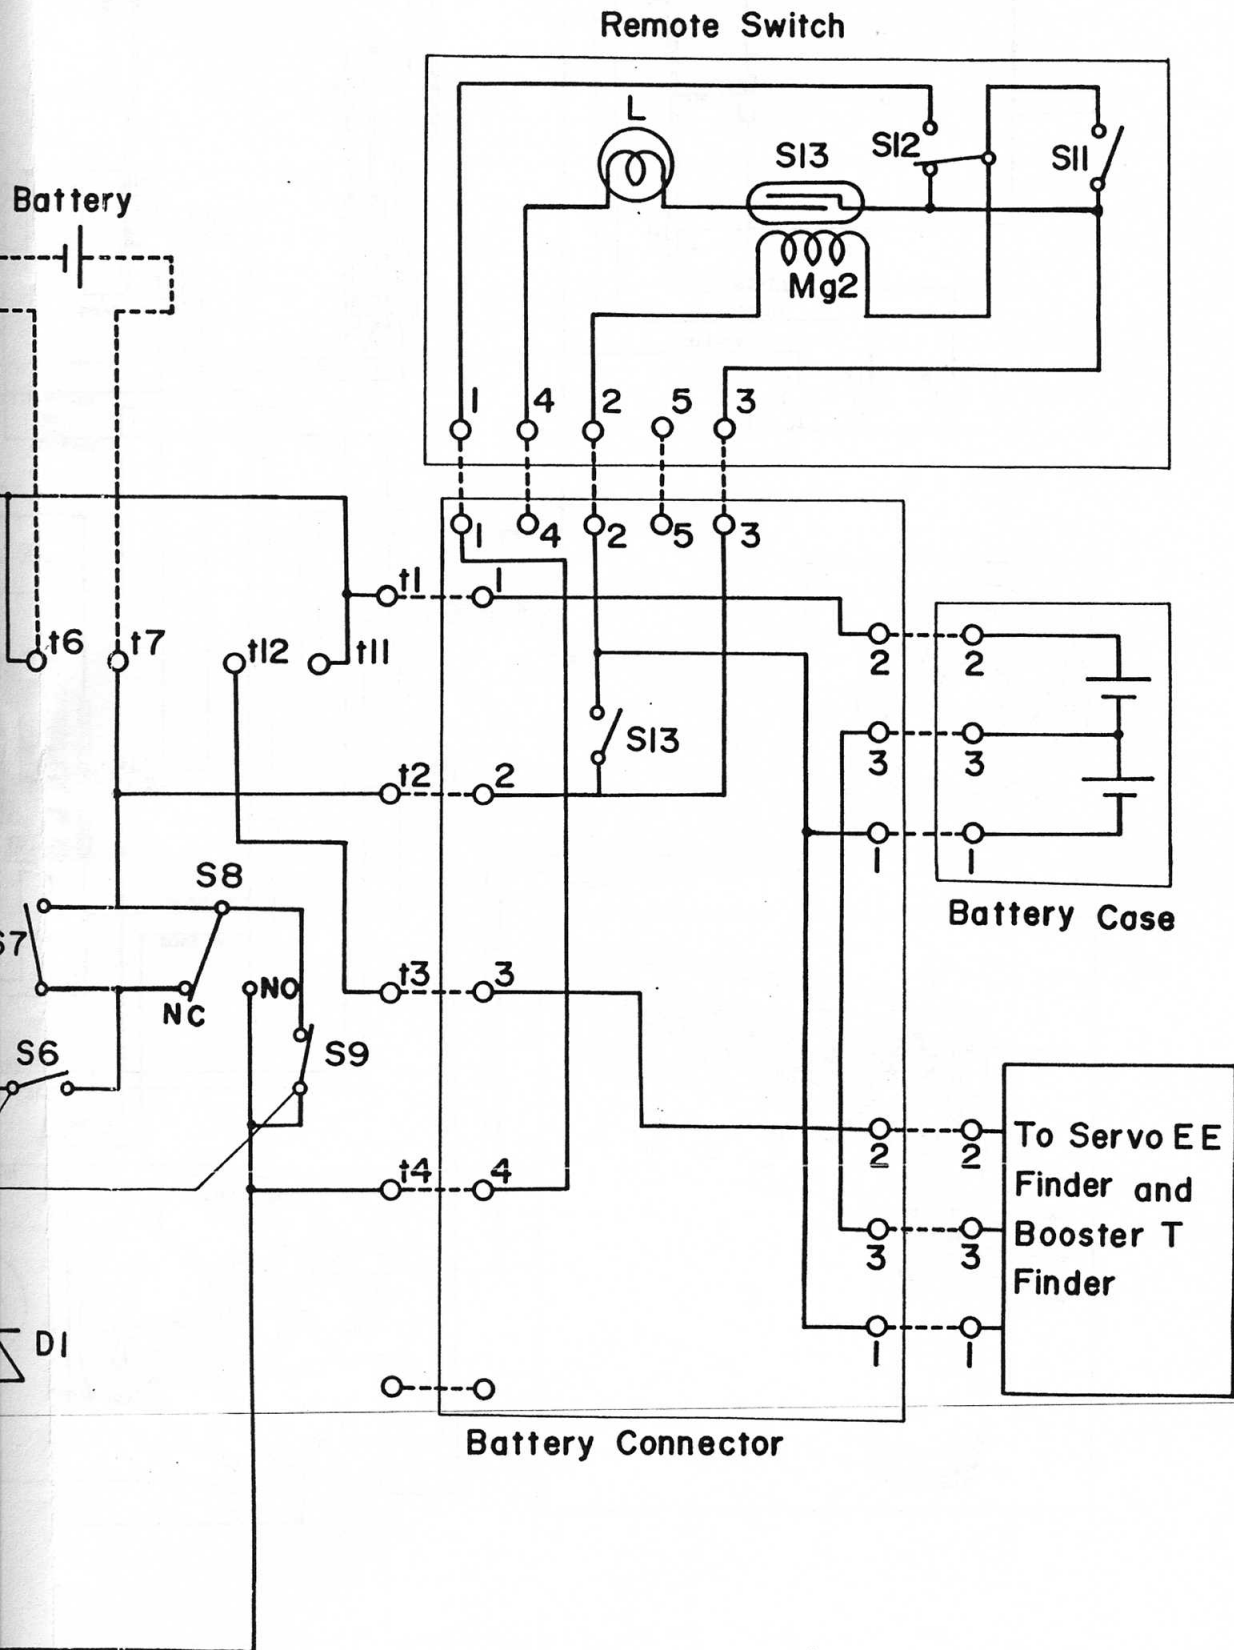 Remote Switch
L
S13
S12
S11
Mg2
Battery
1 4 2 5 3
1 4 2 5 3
t1 1
t6 t7 t12 t11
2 2
S13
3 3
t2 2
1 1
S8
Battery Case
S7
t3 3
NC NO
S6
S9
To Servo EE
2 2
Finder and
t4 4
Booster T
3 3
Finder
D1
1 1
Battery Connector